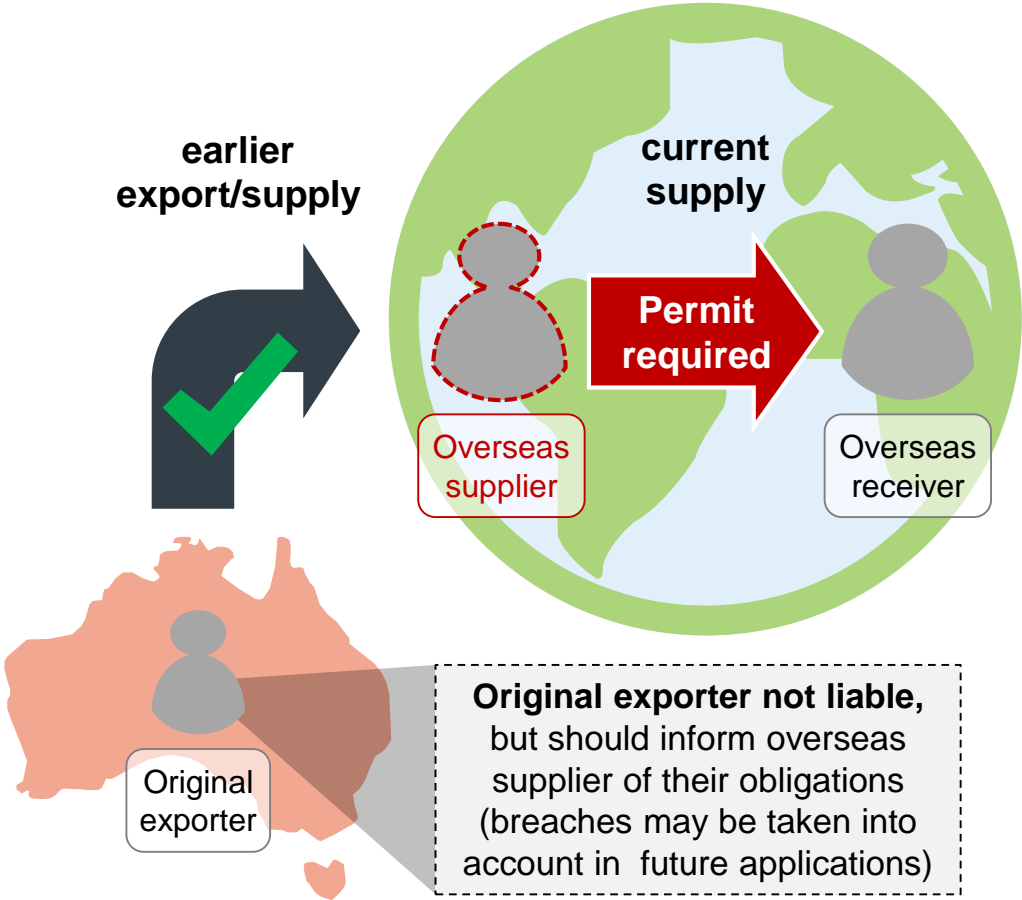 earlier
export/supply
current
supply
Permit
required
Overseas
supplier
Overseas
receiver
Original
exporter
Original exporter not liable,
but should inform overseas
supplier of their obligations
(breaches may be taken into
account in  future applications)